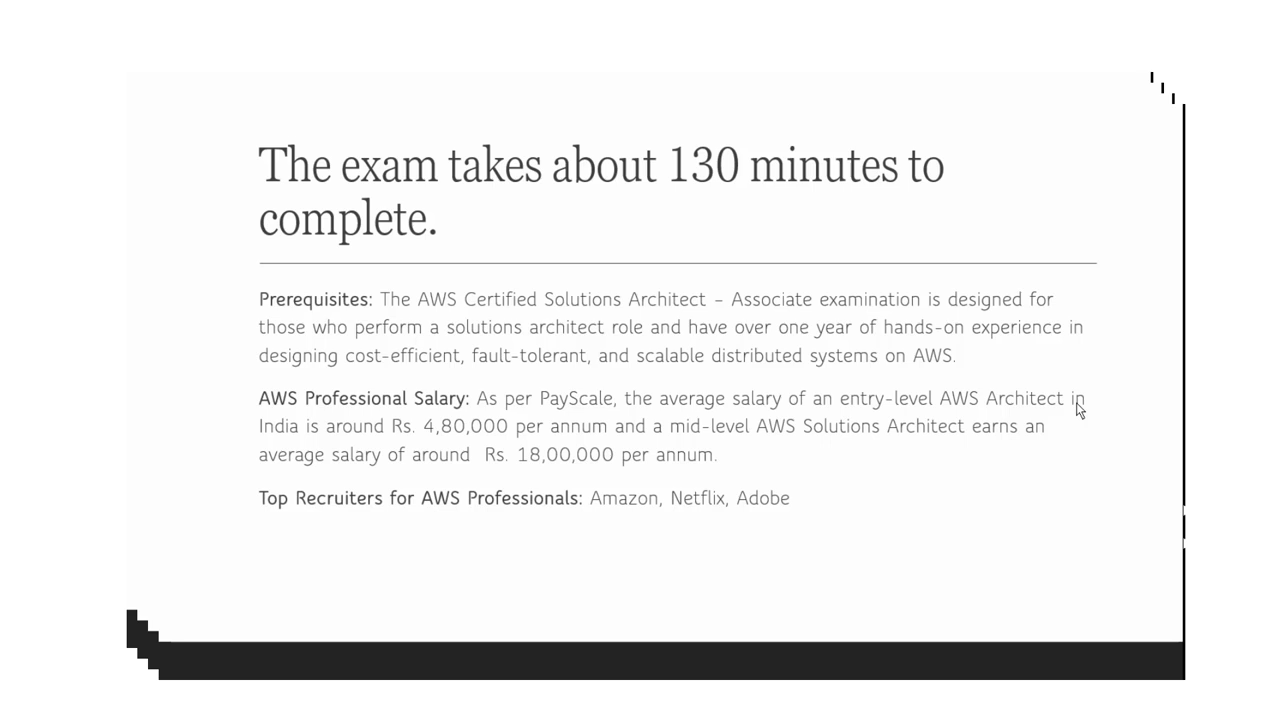 The exam takes about 130 minutes to
complete.
Prerequisites: The AWS Certified Solutions Architect – Associate examination is designed for
those who perform a solutions architect role and have over one year of hands-on experience in
designing cost-efficient, fault-tolerant, and scalable distributed systems on AWS.
AWS Professional Salary: As per PayScale, the average salary of an entry-level AWS Architect in
India is around Rs. 4,80,000 per annum and a mid-level AWS Solutions Architect earns an
average salary of around  Rs. 18,00,000 per annum.
Top Recruiters for AWS Professionals: Amazon, Netflix, Adobe